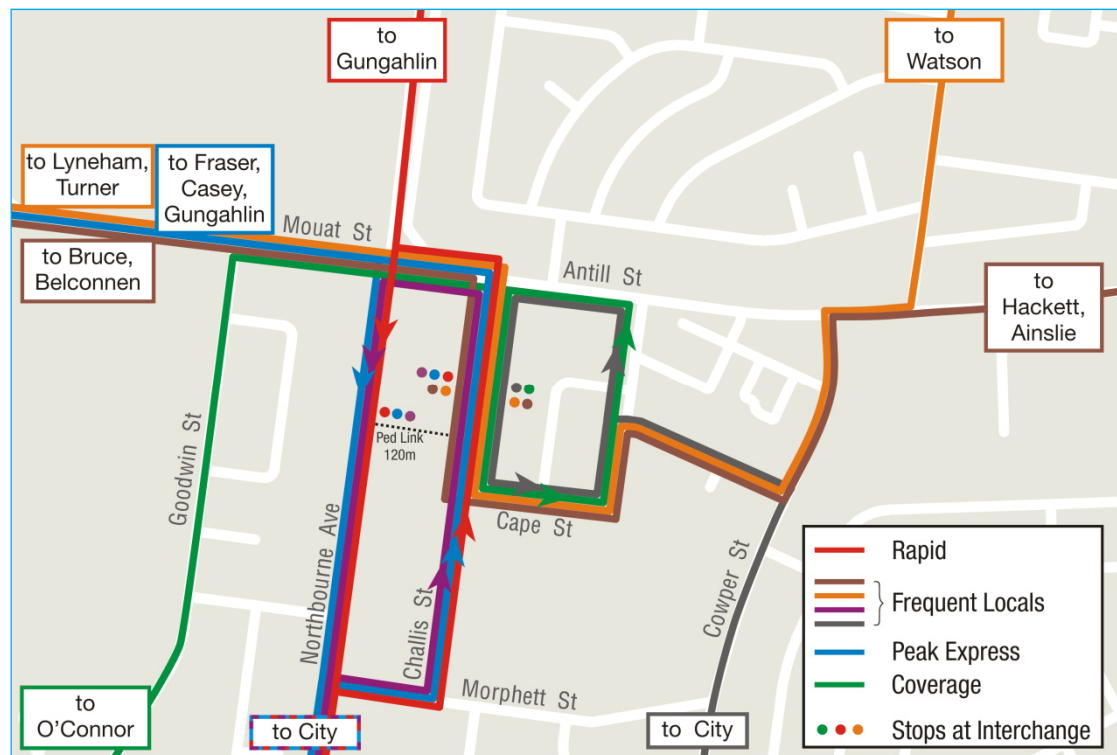 to
Gungahlin
to
Watson
to Lyneham,
Turner
to Fraser,
Casey,
Gungahlin
Mouat St
to Bruce,
Belconnen
Antill St
to
Hackett,
Ainslie
Ped Link
120m
Goodwin St
Northbourne Ave
Challis St
Cape St
Cowper St
Morphett St
to
O'Connor
to City
to City
Rapid
Frequent Locals
Peak Express
Coverage
Stops at Interchange